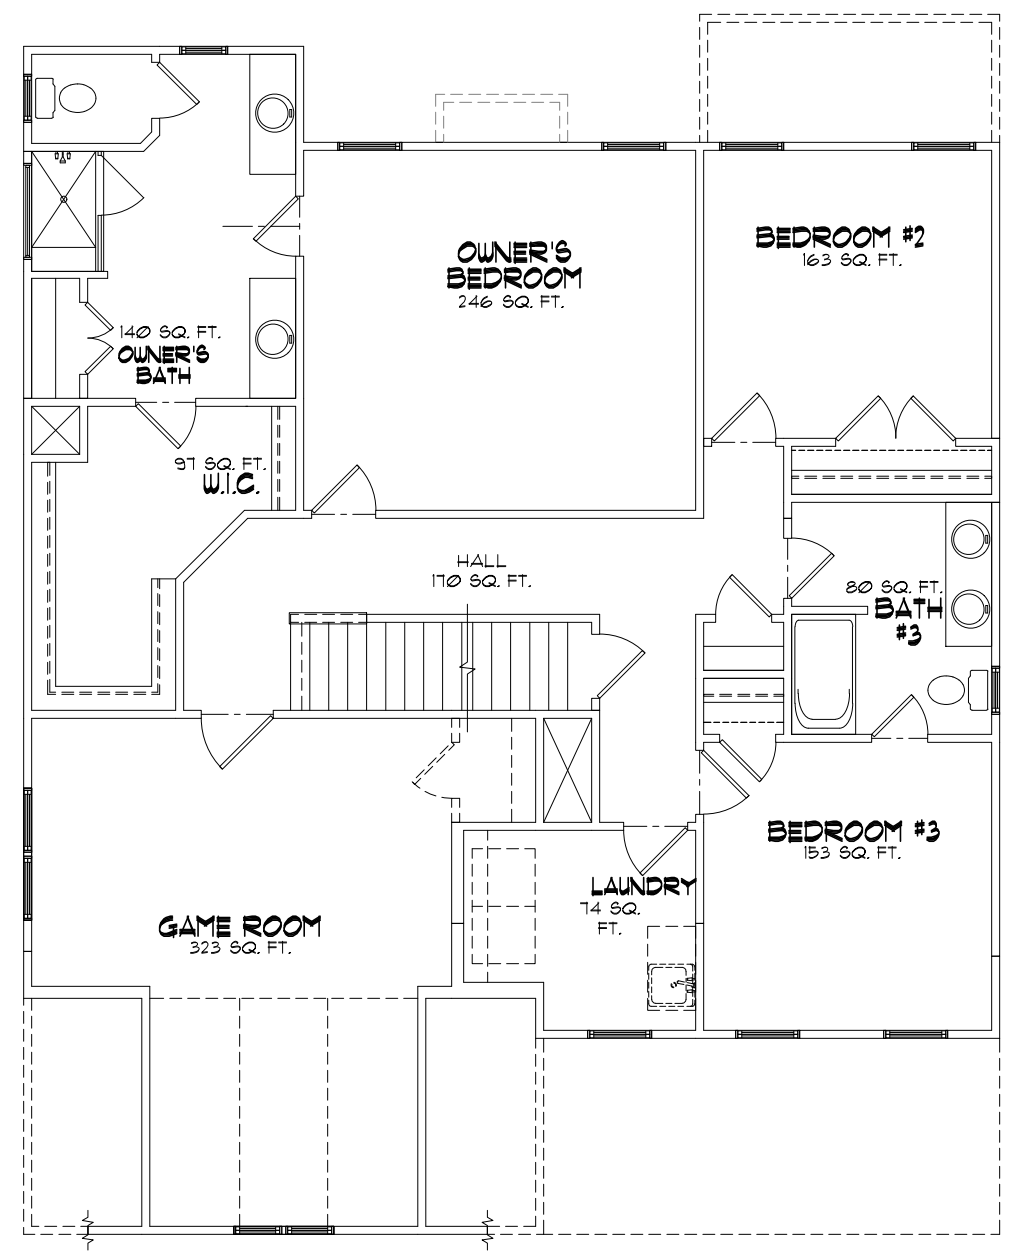 OWNER'S
BEDROOM
246 SQ. FT.
BEDROOM #2
163 SQ. FT.
140 SQ. FT.
OWNER'S
BATH
97 SQ. FT.
W.I.C.
HALL
170 SQ. FT.
80 SQ. FT.
BATH
#3
BEDROOM #3
153 SQ. FT.
LAUNDRY
74 SQ.
FT.
GAME ROOM
323 SQ. FT.